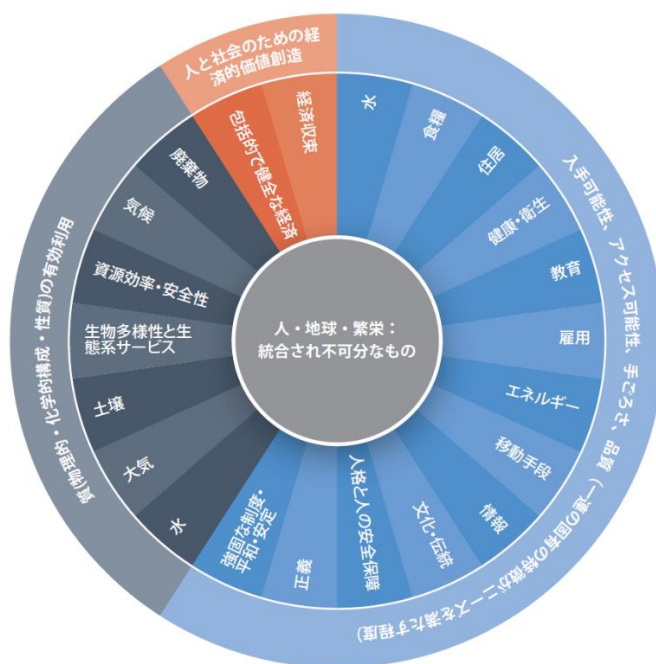 人と社会のための経
済的価値創造
入手可能性、アクセス可能性、手ごろさ、品質（一連の固有の特徴がニーズを満たす程度）
質(物理的・化学的構成・性質)の有効利用
水
食糧
住居
健康・衛生
教育
雇用
エネルギー
移動手段
情報
文化・伝統
人格と人の安全保障
正義
強固な制度・
平和・安定
水
大気
土壌
生物多様性と生
態系サービス
資源効率・安全性
気候
廃棄物
包括的で健全な経済
経済収束
人・地球・繁栄：
統合され不可分なもの